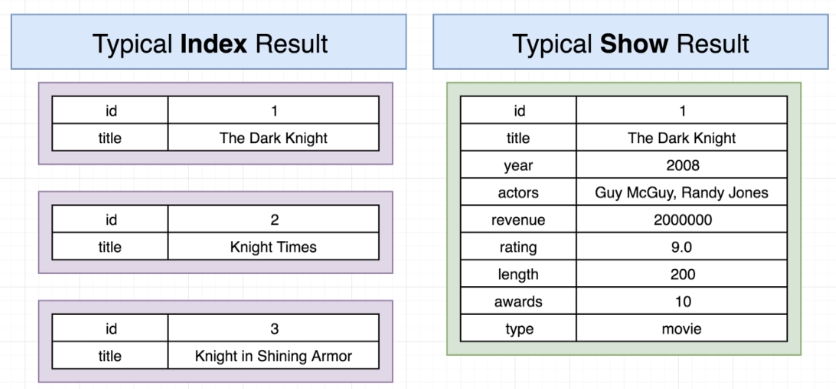 Typical Index Result
id 1
title The Dark Knight
id 2
title Knight Times
id 3
title Knight in Shining Armor
Typical Show Result
id 1
title The Dark Knight
year 2008
actors Guy McGuy, Randy Jones
revenue 2000000
rating 9.0
length 200
awards 10
type movie